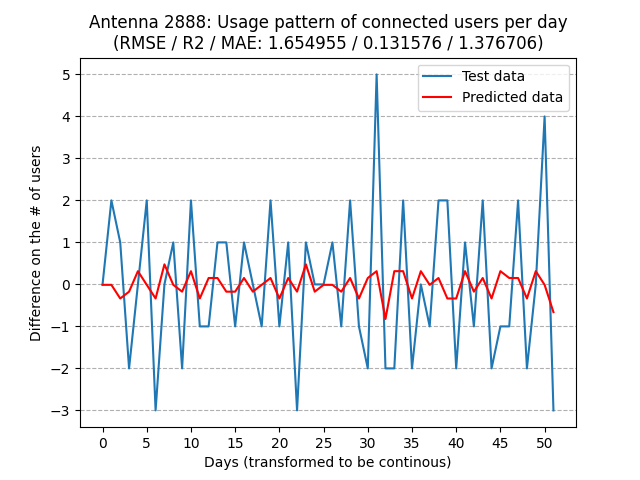 Antenna 2888: Usage pattern of connected users per day
(RMSE / R2 / MAE: 1.654955 / 0.131576 / 1.376706)
Test data
Predicted data
Difference on the # of users
5
4
3
2
1
0
−1
−2
−3
0 5 10 15 20 25 30 35 40 45 50
Days (transformed to be continous)